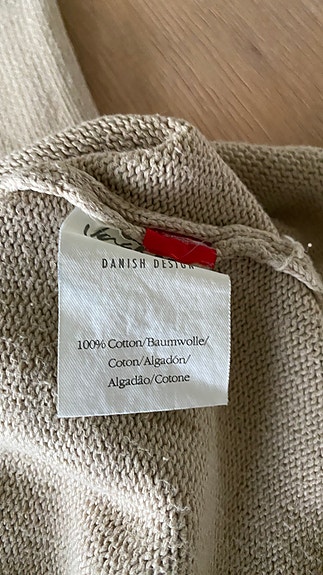 DANISH DESIGN
100% Cotton/Baumwolle/
Coton/Algadón/
Algadão/Cotone